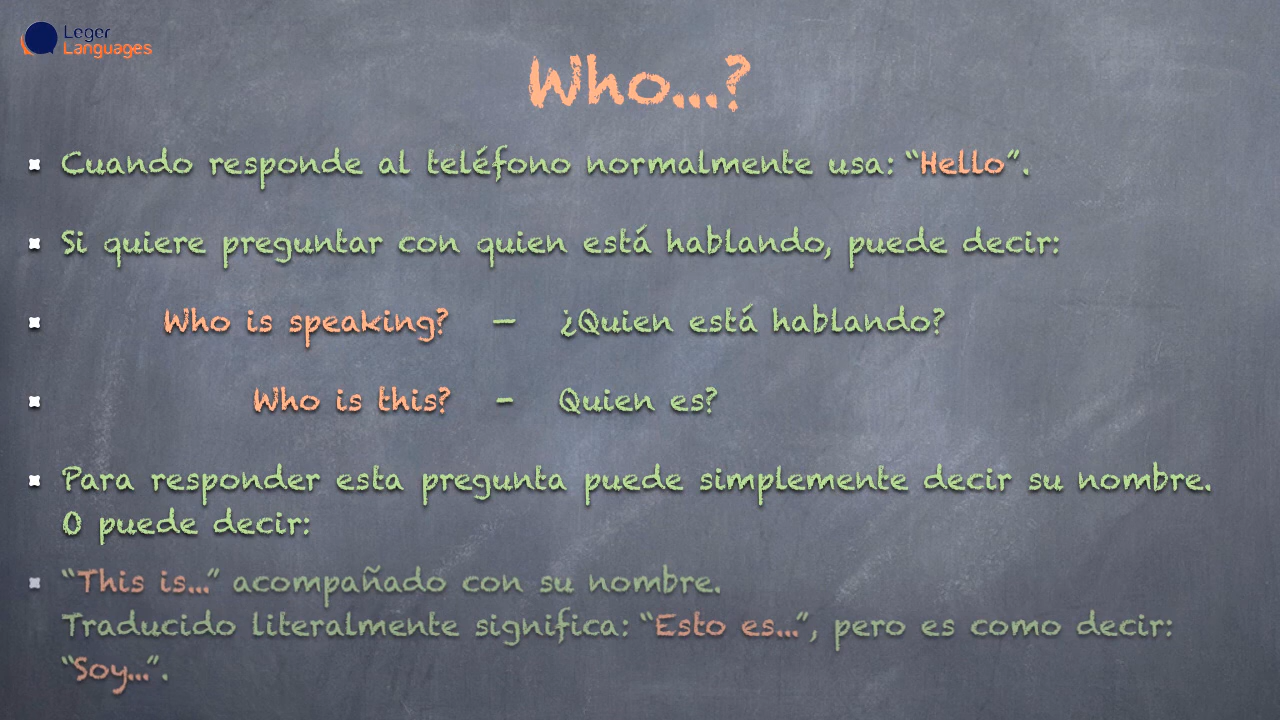 Leger
Languages
Who...?
Cuando responde al teléfono normalmente usa: “Hello”.
Si quiere preguntar con quien está hablando, puede decir:
Who is speaking? — ¿Quien está hablando?
Who is this? - Quien es?
Para responder esta pregunta puede simplemente decir su nombre.
O puede decir:
“This is...” acompañado con su nombre.
Traducido literalmente significa: “Esto es...”, pero es como decir:
“Soy...”.